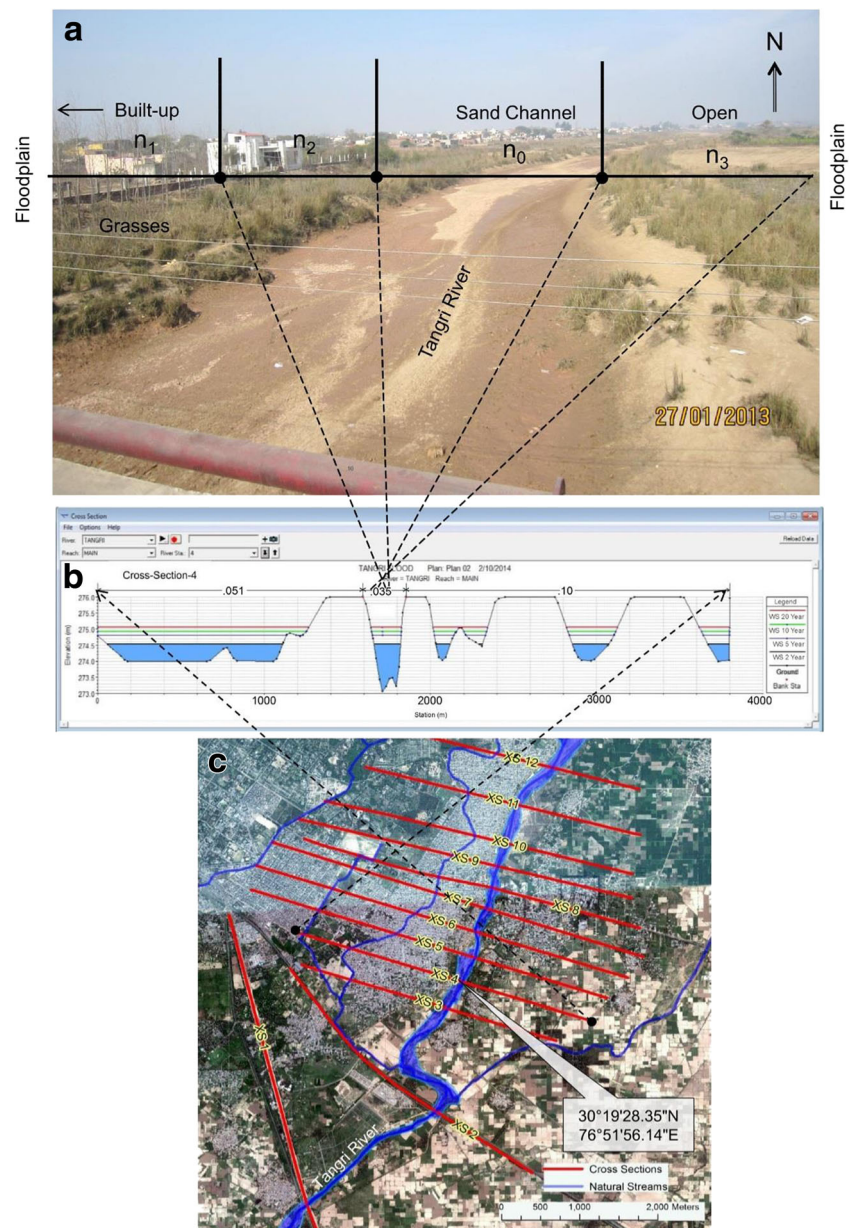 a
N
Built-up
Sand Channel
Open
n1
n2
n0
n3
Floodplain
Floodplain
Grasses
Tangri River
27/01/2013
Cross Section
File Options Help
River: TANGRI
Reload Data
Reach: MAIN River Sta.: 4
b
Cross-Section-4
Plan: Plan 02 2/10/2014
River = TANGRI Reach = MAIN
.051
.035
.10
276.0
275.5
275.0
274.5
274.0
273.5
273.0
Elevation (m)
0
1000
2000
3000
4000
Station (m)
Legend
WS 20 Year
WS 10 Year
WS 5 Year
WS 2 Year
Ground
Bank Sta
c
XS 12
XS 11
XS 10
XS 9
XS 8
XS 7
XS 6
XS 5
XS 4
XS 3
XS 1
XS 2
Tangri River
30°19'28.35"N
76°51'56.14"E
Cross Sections
Natural Streams
0 500 1,000 2,000 Meters